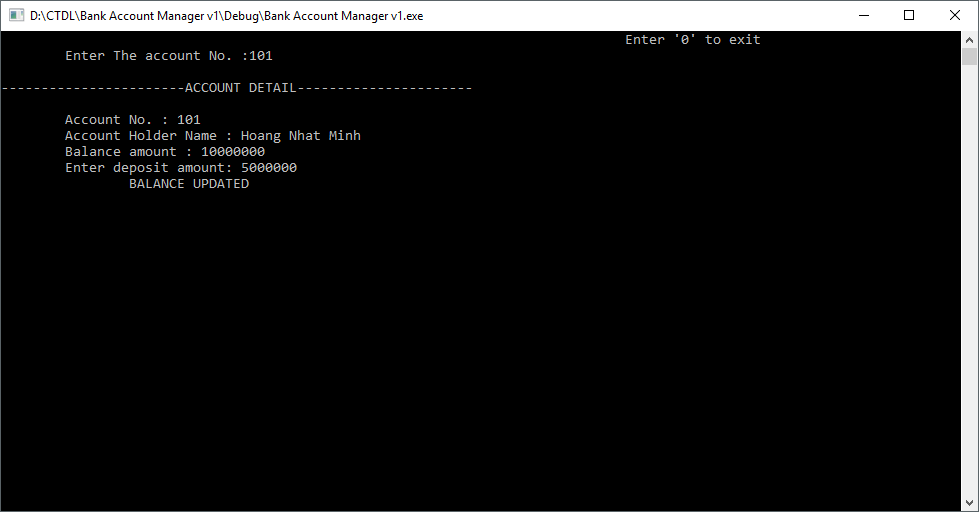 D:\CTDL\Bank Account Manager v1\Debug\Bank Account Manager v1.exe
Enter '0' to exit
Enter The account No. :101
-----------------------ACCOUNT DETAIL----------------------
Account No. : 101
Account Holder Name : Hoang Nhat Minh
Balance amount : 10000000
Enter deposit amount: 5000000
BALANCE UPDATED